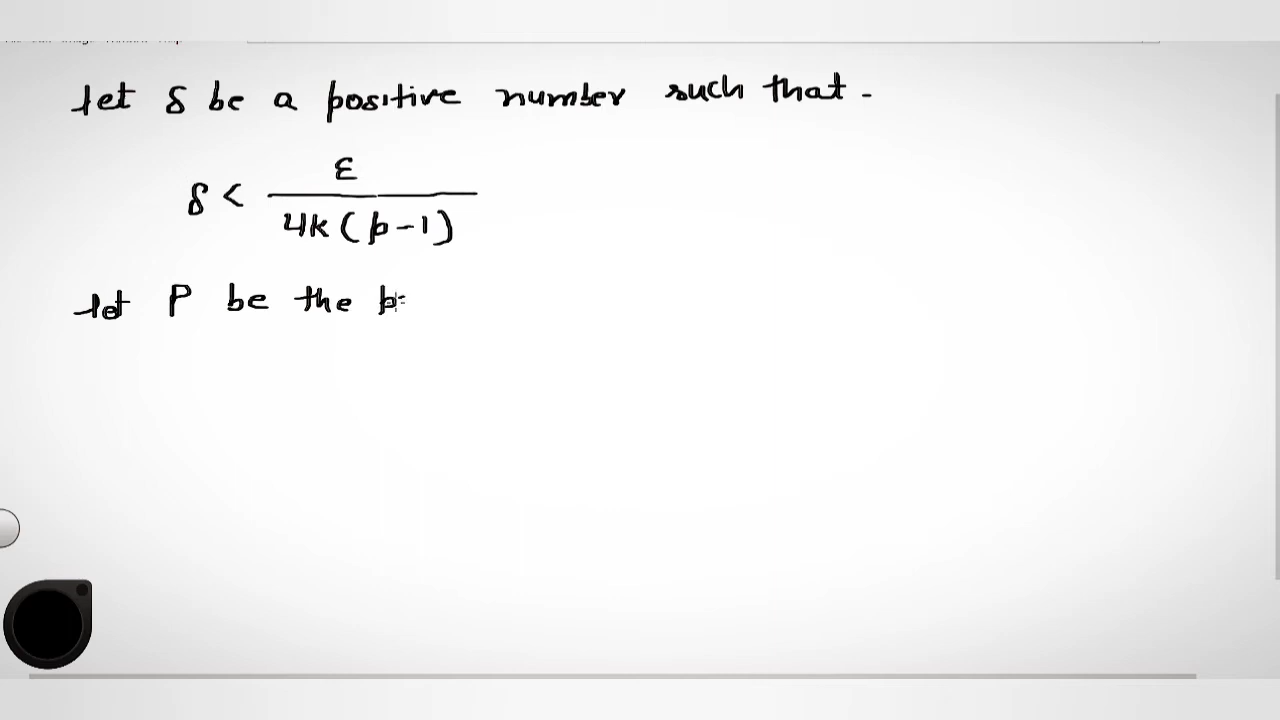 let δ be a positive number such that -
δ < ε / 4k (p-1)
let P be the